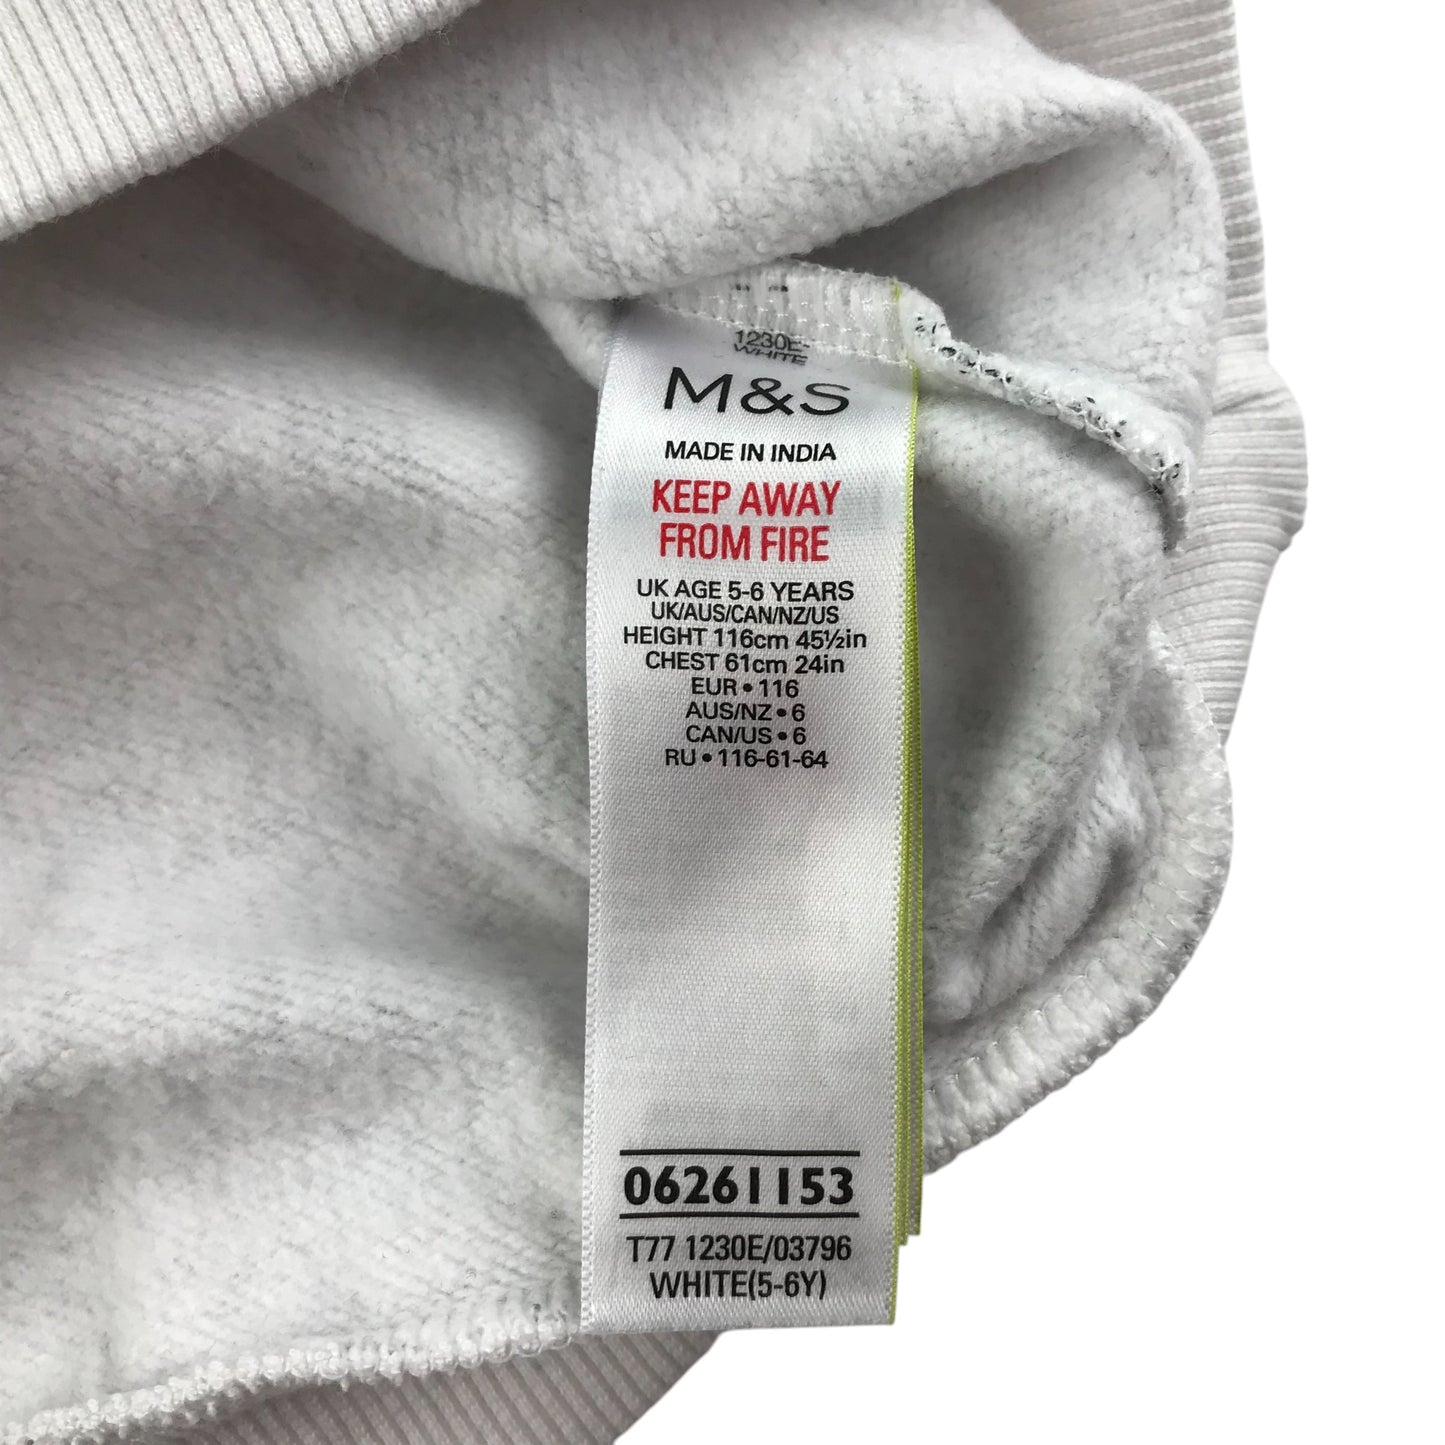 1230E-
WHITE
M&S
MADE IN INDIA
KEEP AWAY
FROM FIRE
UK AGE 5-6 YEARS
UK/AUS/CAN/NZ/US
HEIGHT 116cm 45½in
CHEST 61cm 24in
EUR • 116
AUS/NZ • 6
CAN/US • 6
RU • 116-61-64
06261153
T77 1230E/03796
WHITE(5-6Y)